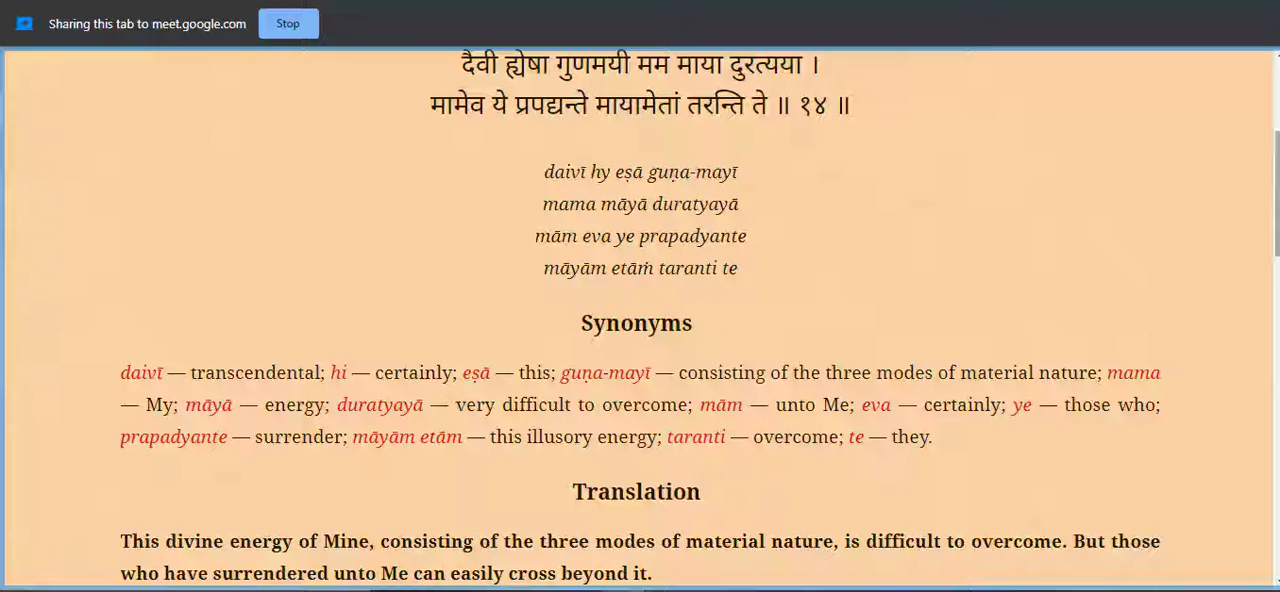 Sharing this tab to meet.google.com
Stop
दैवी ह्येषा गुणमयी मम माया दुरत्यया ।
मामेव ये प्रपद्यन्ते मायामेतां तरन्ति ते ॥ १४ ॥
daivī hy eṣā guṇa-mayī
mama māyā duratyayā
mām eva ye prapadyante
māyām etāṁ taranti te
Synonyms
daivī — transcendental; hi — certainly; eṣā — this; guṇa-mayī — consisting of the three modes of material nature; mama
— My; māyā — energy; duratyayā — very difficult to overcome; mām — unto Me; eva — certainly; ye — those who;
prapadyante — surrender; māyām etām — this illusory energy; taranti — overcome; te — they.
Translation
This divine energy of Mine, consisting of the three modes of material nature, is difficult to overcome. But those
who have surrendered unto Me can easily cross beyond it.